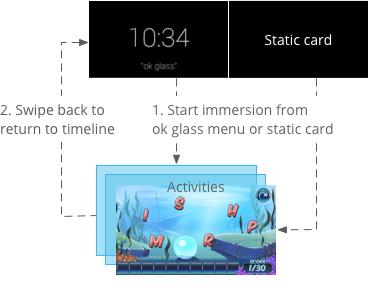 10:34
"ok glass"
Static card
2. Swipe back to
return to timeline
1. Start immersion from
ok glass menu or static card
Activities
I S H P
M R
SCORE
1/30